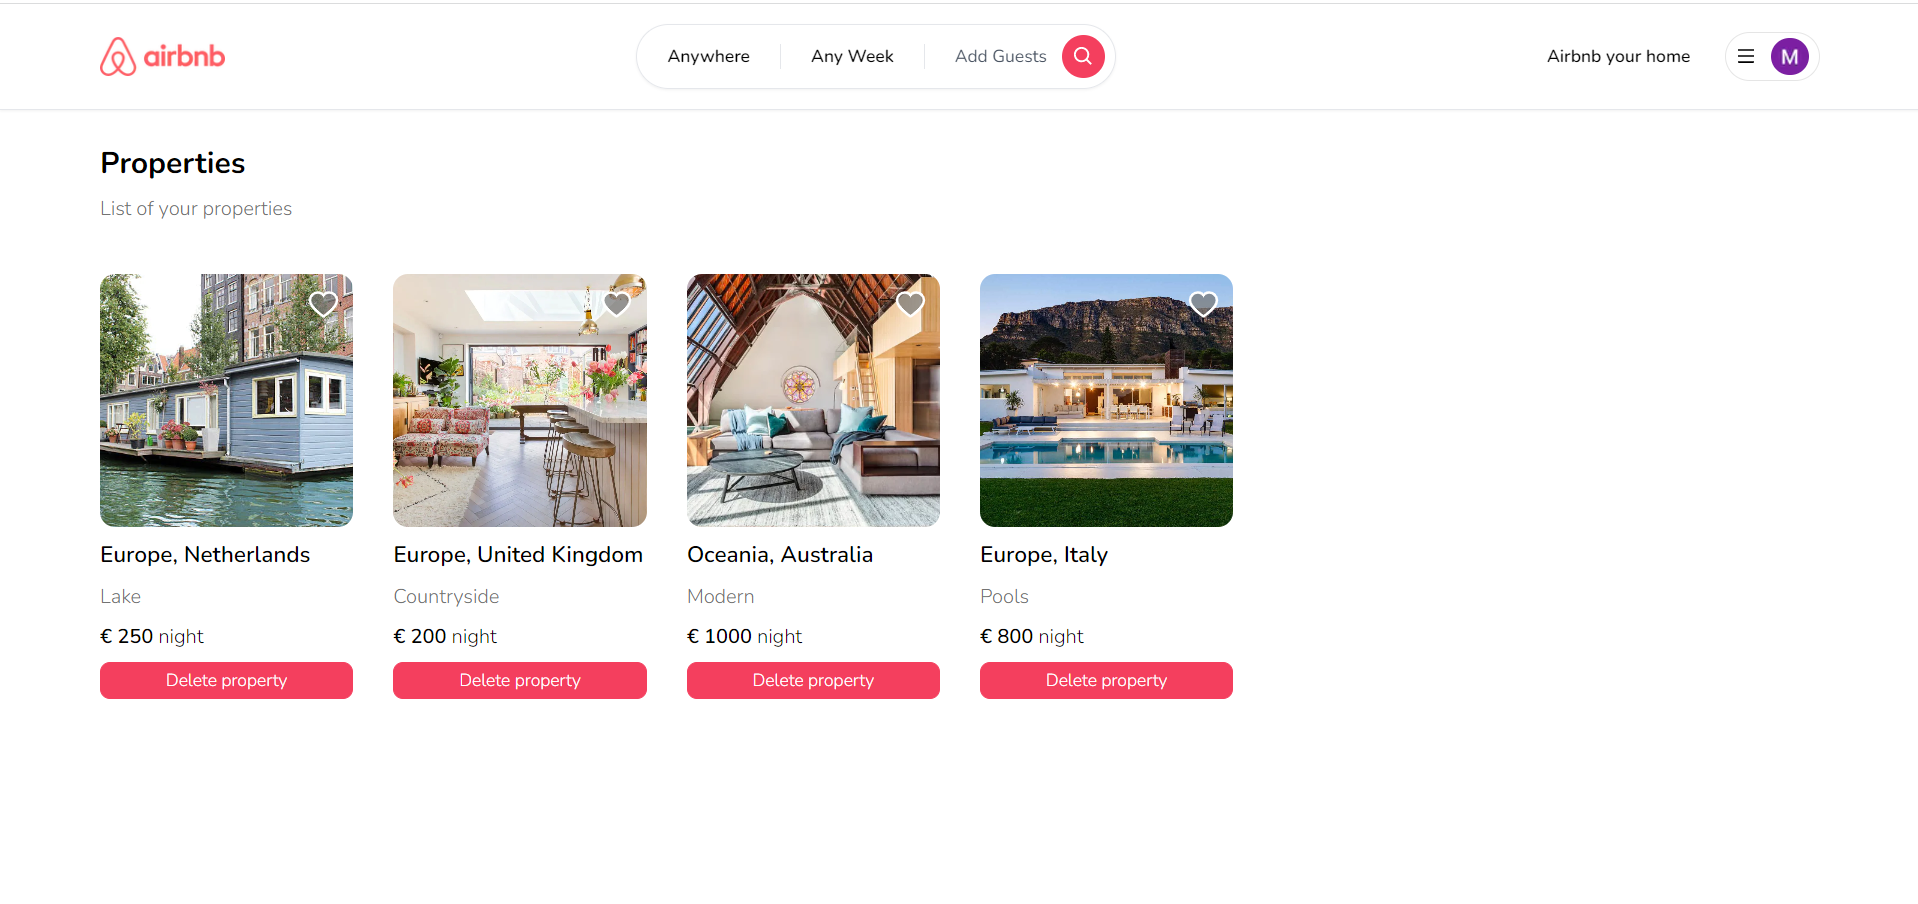 airbnb
Anywhere
Any Week
Add Guests
Airbnb your home
M
Properties
List of your properties
Europe, Netherlands
Lake
€ 250 night
Delete property
Europe, United Kingdom
Countryside
€ 200 night
Delete property
Oceania, Australia
Modern
€ 1000 night
Delete property
Europe, Italy
Pools
€ 800 night
Delete property